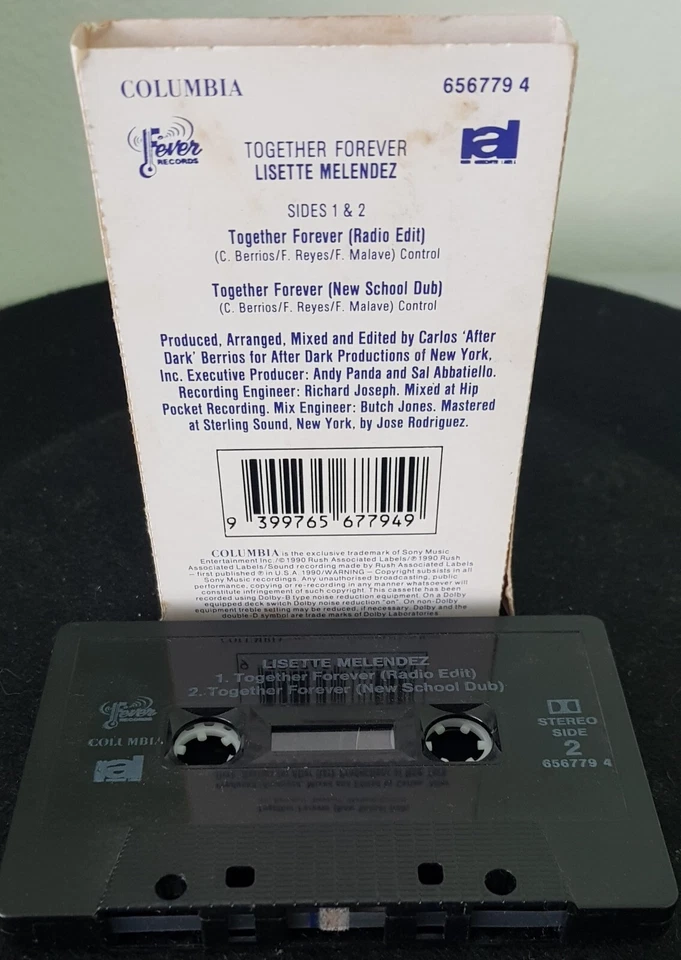 COLUMBIA 656779 4
Fever
RECORDS
TOGETHER FOREVER
LISETTE MELENDEZ
ral
SIDES 1 & 2
Together Forever (Radio Edit)
(C. Berrios/F. Reyes/F. Malave) Control
Together Forever (New School Dub)
(C. Berrios/F. Reyes/F. Malave) Control
Produced, Arranged, Mixed and Edited by Carlos 'After
Dark' Berrios for After Dark Productions of New York,
Inc. Executive Producer: Andy Panda and Sal Abbatiello.
Recording Engineer: Richard Joseph. Mixed at Hip
Pocket Recording. Mix Engineer: Butch Jones. Mastered
at Sterling Sound, New York, by Jose Rodriguez.
9 399765 677949
COLUMBIA is the exclusive trademark of Sony Music
Entertainment Inc./© 1990 Rush Associated Labels/℗ 1990 Rush
Associated Labels/Sound recording made by Rush Associated Labels
– first published in U.S.A. 1990/WARNING – Copyright subsists in all
Sony Music recordings. Any unauthorised broadcasting, public
performance, copying or re-recording in any manner whatsoever will
constitute infringement of such copyright. This cassette has been
recorded using Dolby-B type noise reduction equipment. On a Dolby
equipped deck switch Dolby noise reduction "on". On non-Dolby
equipment treble setting may be reduced, if necessary. Dolby and the
double-D symbol are trade marks of Dolby Laboratories
LISETTE MELENDEZ
1. Together Forever (Radio Edit)
2. Together Forever (New School Dub)
Fever
RECORDS
COLUMBIA
ral
STEREO
SIDE
2
656779 4